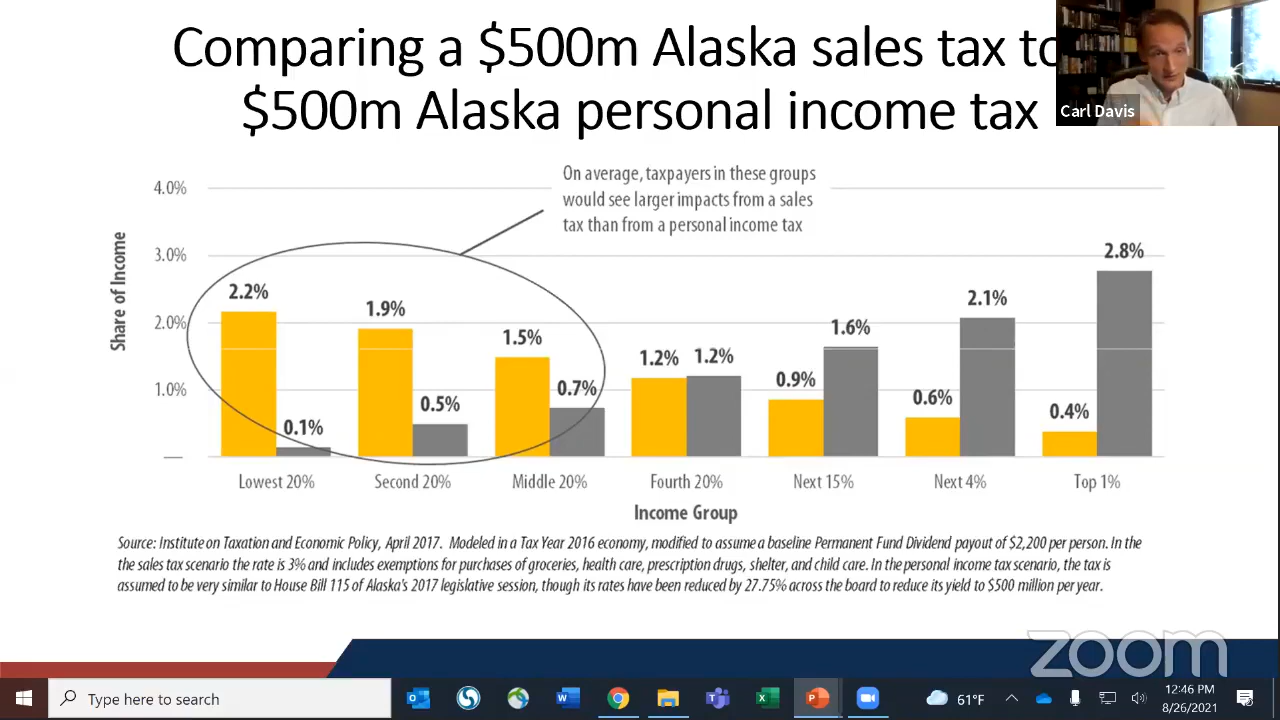 Comparing a $500m Alaska sales tax to
$500m Alaska personal income tax
Carl Davis
On average, taxpayers in these groups
would see larger impacts from a sales
tax than from a personal income tax
Share of Income
4.0%
3.0%
2.0%
1.0%
—
2.2%
0.1%
1.9%
0.5%
1.5%
0.7%
1.2%
1.2%
0.9%
1.6%
0.6%
2.1%
0.4%
2.8%
Lowest 20%
Second 20%
Middle 20%
Fourth 20%
Next 15%
Next 4%
Top 1%
Income Group
Source: Institute on Taxation and Economic Policy, April 2017. Modeled in a Tax Year 2016 economy, modified to assume a baseline Permanent Fund Dividend payout of $2,200 per person. In the
the sales tax scenario the rate is 3% and includes exemptions for purchases of groceries, health care, prescription drugs, shelter, and child care. In the personal income tax scenario, the tax is
assumed to be very similar to House Bill 115 of Alaska's 2017 legislative session, though its rates have been reduced by 27.75% across the board to reduce its yield to $500 million per year.
zoom
Type here to search
61°F
12:46 PM
8/26/2021